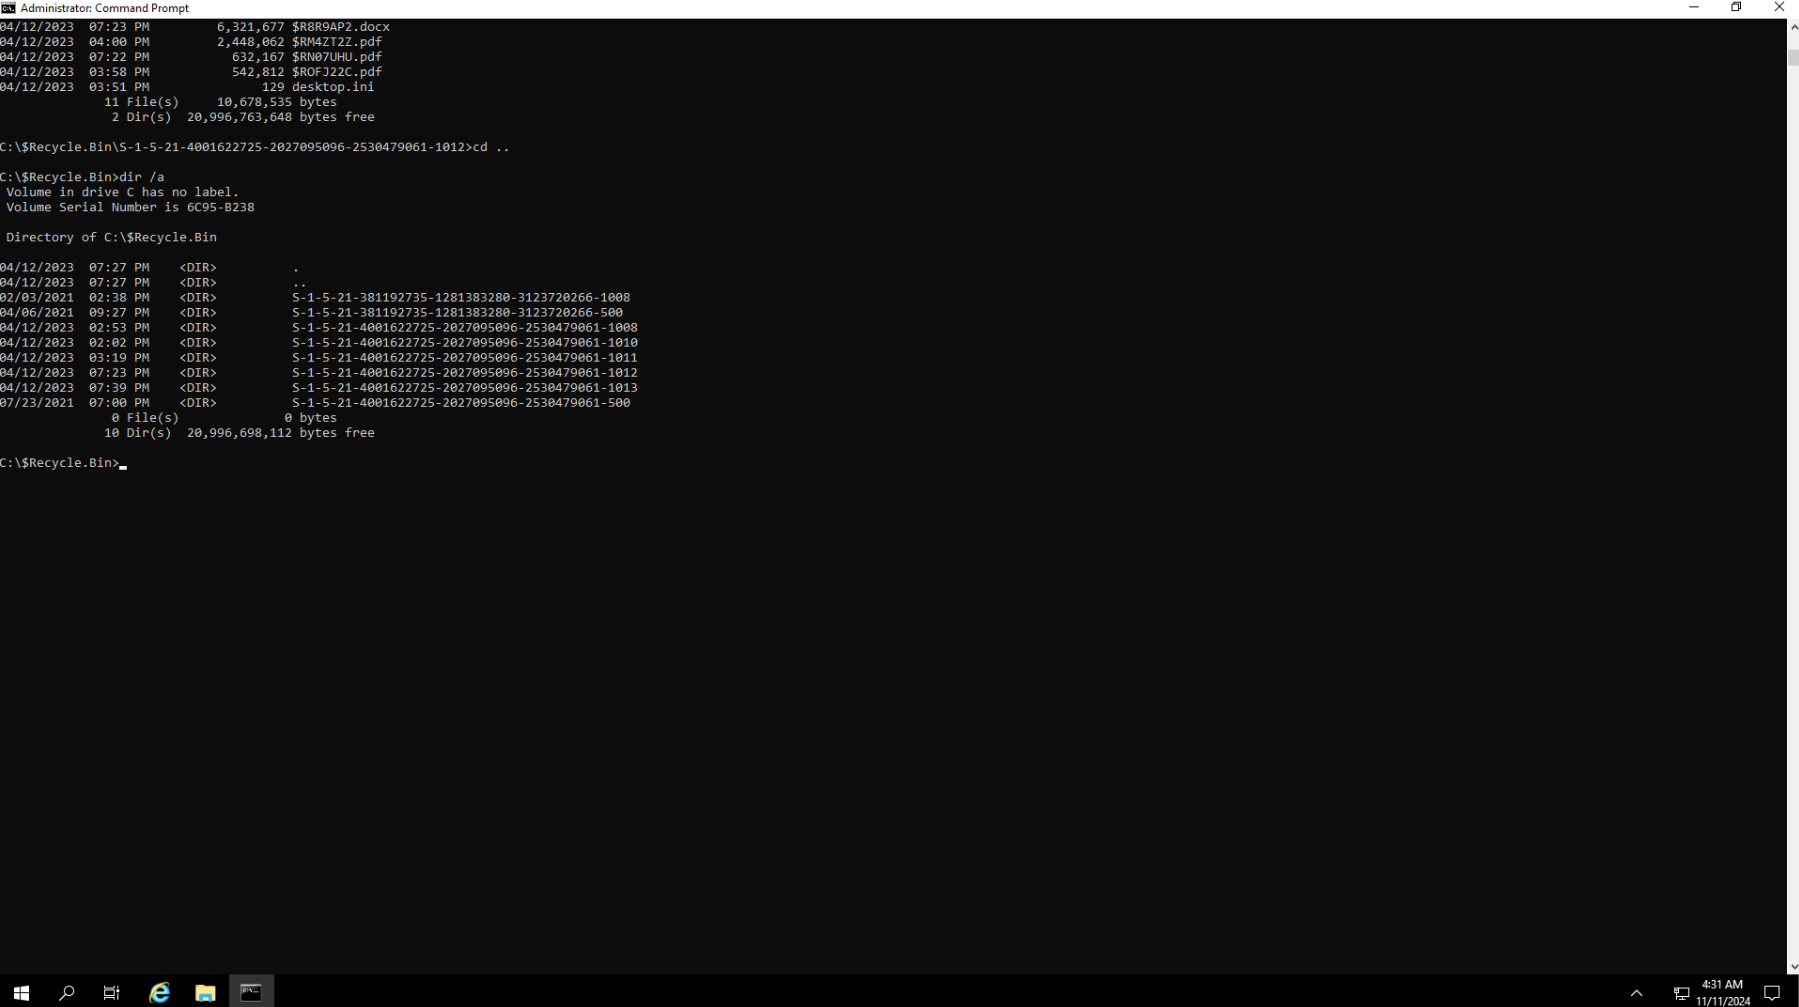 Administrator: Command Prompt
04/12/2023  07:23 PM         6,321,677 $R8R9AP2.docx
04/12/2023  04:00 PM         2,448,062 $RM4ZT2Z.pdf
04/12/2023  07:22 PM           632,167 $RN07UHU.pdf
04/12/2023  03:58 PM           542,812 $ROFJ22C.pdf
04/12/2023  03:51 PM               129 desktop.ini
              11 File(s)     10,678,535 bytes
               2 Dir(s)  20,996,763,648 bytes free
C:\$Recycle.Bin\S-1-5-21-4001622725-2027095096-2530479061-1012>cd ..
C:\$Recycle.Bin>dir /a
 Volume in drive C has no label.
 Volume Serial Number is 6C95-B238
 Directory of C:\$Recycle.Bin
04/12/2023  07:27 PM    <DIR>          .
04/12/2023  07:27 PM    <DIR>          ..
02/03/2021  02:38 PM    <DIR>          S-1-5-21-381192735-1281383280-3123720266-1008
04/06/2021  09:27 PM    <DIR>          S-1-5-21-381192735-1281383280-3123720266-500
04/12/2023  02:53 PM    <DIR>          S-1-5-21-4001622725-2027095096-2530479061-1008
04/12/2023  02:02 PM    <DIR>          S-1-5-21-4001622725-2027095096-2530479061-1010
04/12/2023  03:19 PM    <DIR>          S-1-5-21-4001622725-2027095096-2530479061-1011
04/12/2023  07:23 PM    <DIR>          S-1-5-21-4001622725-2027095096-2530479061-1012
04/12/2023  07:39 PM    <DIR>          S-1-5-21-4001622725-2027095096-2530479061-1013
07/23/2021  07:00 PM    <DIR>          S-1-5-21-4001622725-2027095096-2530479061-500
               0 File(s)              0 bytes
              10 Dir(s)  20,996,698,112 bytes free
C:\$Recycle.Bin>
4:31 AM
11/11/2024